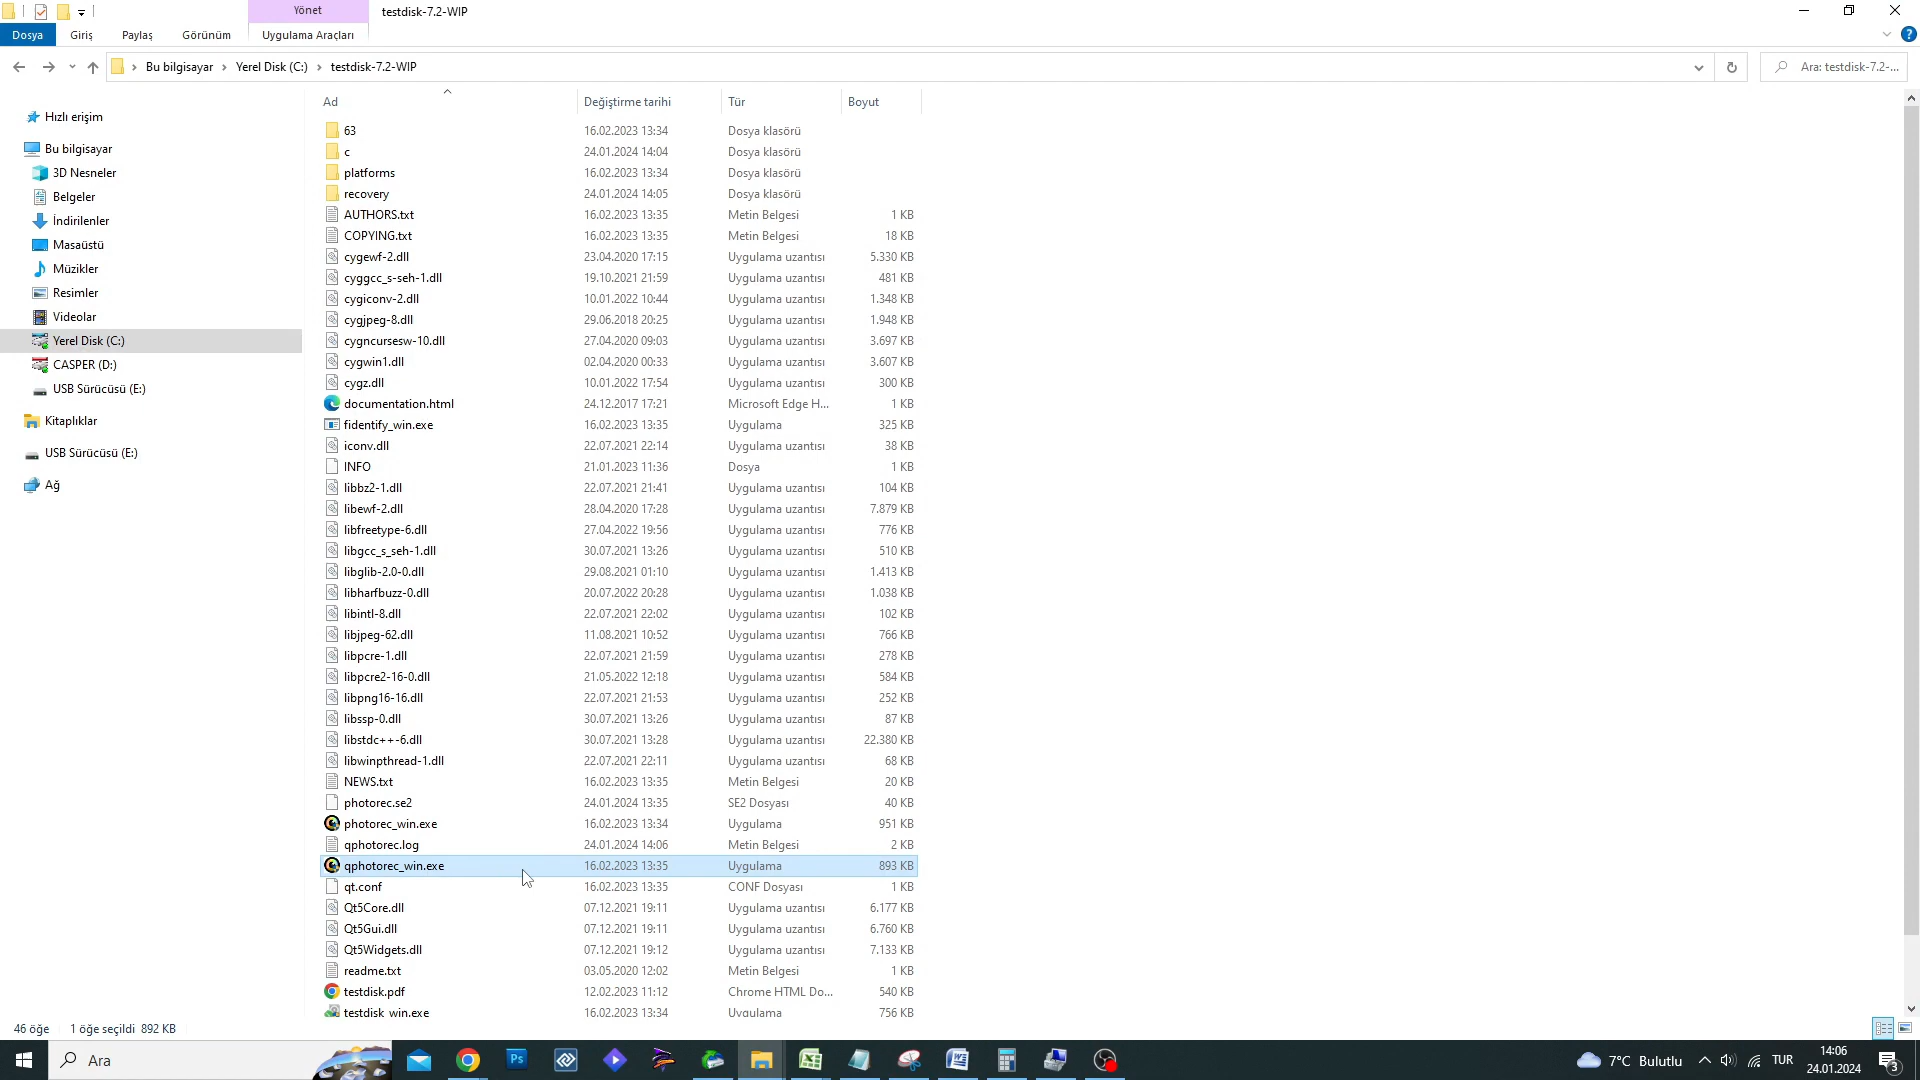 Yönet
testdisk-7.2-WIP
Dosya
Giriş
Paylaş
Görünüm
Uygulama Araçları
Bu bilgisayar
Yerel Disk (C:)
testdisk-7.2-WIP
Ara: testdisk-7.2-...
Hızlı erişim
Bu bilgisayar
3D Nesneler
Belgeler
İndirilenler
Masaüstü
Müzikler
Resimler
Videolar
Yerel Disk (C:)
CASPER (D:)
USB Sürücüsü (E:)
Kitaplıklar
USB Sürücüsü (E:)
Ağ
Ad Değiştirme tarihi Tür Boyut
63 16.02.2023 13:34 Dosya klasörü
c 24.01.2024 14:04 Dosya klasörü
platforms 16.02.2023 13:34 Dosya klasörü
recovery 24.01.2024 14:05 Dosya klasörü
AUTHORS.txt 16.02.2023 13:35 Metin Belgesi 1 KB
COPYING.txt 16.02.2023 13:35 Metin Belgesi 18 KB
cygewf-2.dll 23.04.2020 17:15 Uygulama uzantısı 5.330 KB
cyggcc_s-seh-1.dll 19.10.2021 21:59 Uygulama uzantısı 481 KB
cygiconv-2.dll 10.01.2022 10:44 Uygulama uzantısı 1.348 KB
cygjpeg-8.dll 29.06.2018 20:25 Uygulama uzantısı 1.948 KB
cygncursesw-10.dll 27.04.2020 09:03 Uygulama uzantısı 3.697 KB
cygwin1.dll 02.04.2020 00:33 Uygulama uzantısı 3.607 KB
cygz.dll 10.01.2022 17:54 Uygulama uzantısı 300 KB
documentation.html 24.12.2017 17:21 Microsoft Edge H... 1 KB
fidentify_win.exe 16.02.2023 13:35 Uygulama 325 KB
iconv.dll 22.07.2021 22:14 Uygulama uzantısı 38 KB
INFO 21.01.2023 11:36 Dosya 1 KB
libbz2-1.dll 22.07.2021 21:41 Uygulama uzantısı 104 KB
libewf-2.dll 28.04.2020 17:28 Uygulama uzantısı 7.879 KB
libfreetype-6.dll 27.04.2022 19:56 Uygulama uzantısı 776 KB
libgcc_s_seh-1.dll 30.07.2021 13:26 Uygulama uzantısı 510 KB
libglib-2.0-0.dll 29.08.2021 01:10 Uygulama uzantısı 1.413 KB
libharfbuzz-0.dll 20.07.2022 20:28 Uygulama uzantısı 1.038 KB
libintl-8.dll 22.07.2021 22:02 Uygulama uzantısı 102 KB
libjpeg-62.dll 11.08.2021 10:52 Uygulama uzantısı 766 KB
libpcre-1.dll 22.07.2021 21:59 Uygulama uzantısı 278 KB
libpcre2-16-0.dll 21.05.2022 12:18 Uygulama uzantısı 584 KB
libpng16-16.dll 22.07.2021 21:53 Uygulama uzantısı 252 KB
libssp-0.dll 30.07.2021 13:26 Uygulama uzantısı 87 KB
libstdc++-6.dll 30.07.2021 13:28 Uygulama uzantısı 22.380 KB
libwinpthread-1.dll 22.07.2021 22:11 Uygulama uzantısı 68 KB
NEWS.txt 16.02.2023 13:35 Metin Belgesi 20 KB
photorec.se2 24.01.2024 13:35 SE2 Dosyası 40 KB
photorec_win.exe 16.02.2023 13:34 Uygulama 951 KB
qphotorec.log 24.01.2024 14:06 Metin Belgesi 2 KB
qphotorec_win.exe 16.02.2023 13:35 Uygulama 893 KB
qt.conf 16.02.2023 13:35 CONF Dosyası 1 KB
Qt5Core.dll 07.12.2021 19:11 Uygulama uzantısı 6.177 KB
Qt5Gui.dll 07.12.2021 19:11 Uygulama uzantısı 6.760 KB
Qt5Widgets.dll 07.12.2021 19:12 Uygulama uzantısı 7.133 KB
readme.txt 03.05.2020 12:02 Metin Belgesi 1 KB
testdisk.pdf 12.02.2023 11:12 Chrome HTML Do... 540 KB
testdisk_win.exe 16.02.2023 13:34 Uygulama 756 KB
46 öğe 1 öğe seçildi 892 KB
Ara
Ps
7°C Bulutlu
TUR
14:06
24.01.2024
3